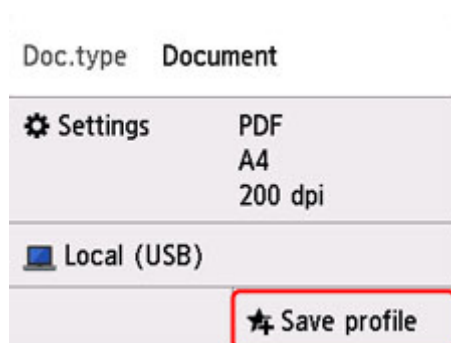 Doc.type Document
Settings PDF
A4
200 dpi
Local (USB)
Save profile